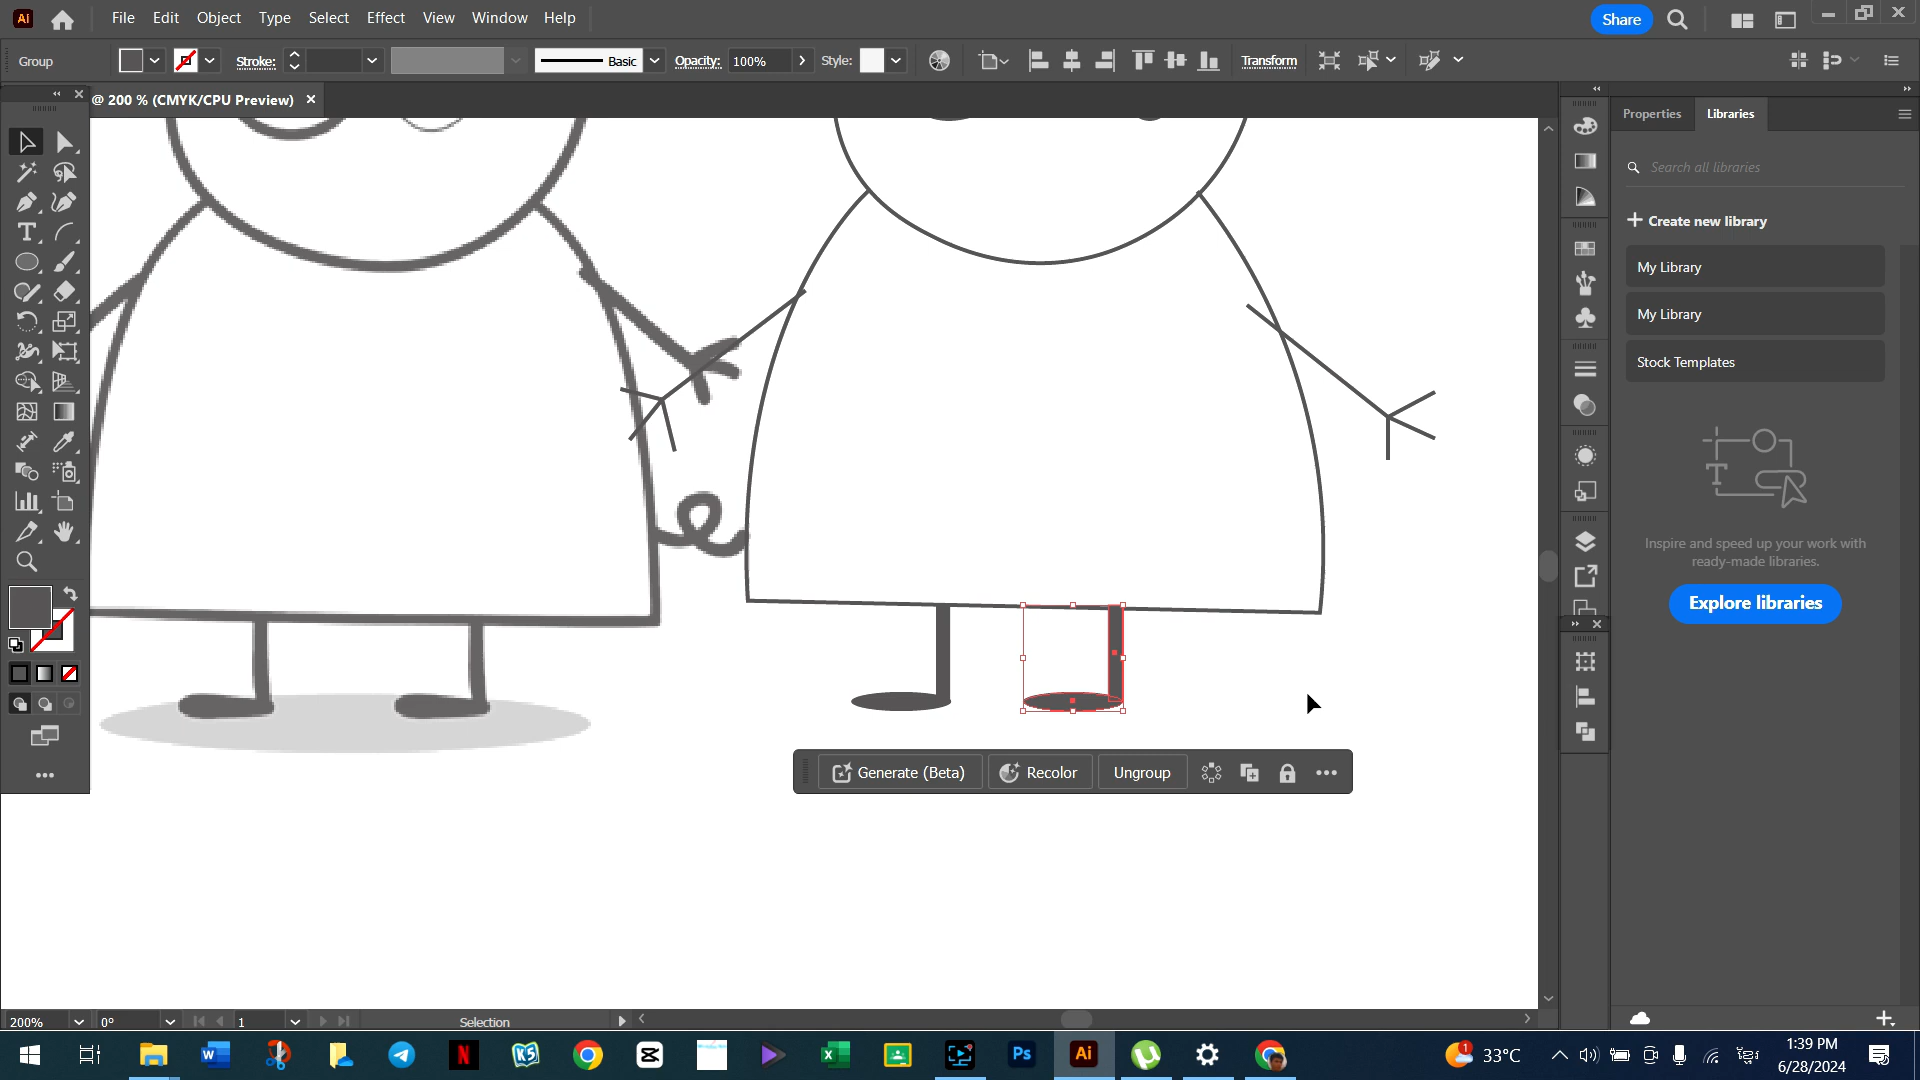 Ai File Edit Object Type Select Effect View Window Help Share
Group Stroke: Basic Opacity: 100% Style: Transform
@ 200 % (CMYK/CPU Preview)
Properties Libraries
Search all libraries
Create new library
My Library
My Library
Stock Templates
Inspire and speed up your work with
ready-made libraries.
Explore libraries
Generate (Beta) Recolor Ungroup
200% 0° 1 Selection
33°C
1:39 PM
6/28/2024